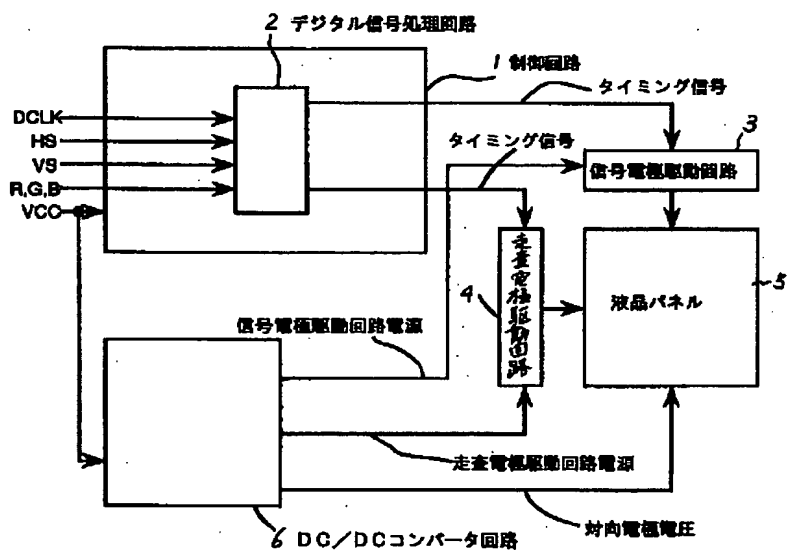 2 デジタル信号処理回路
1 制御回路
タイミング信号
DCLK
HS
VS
R,G,B
VCC
タイミング信号
3
信号電極駆動回路
4
走査電極駆動回路
液晶パネル
5
信号電極駆動回路電源
走査電極駆動回路電源
対向電極電圧
6 DC/DCコンバータ回路